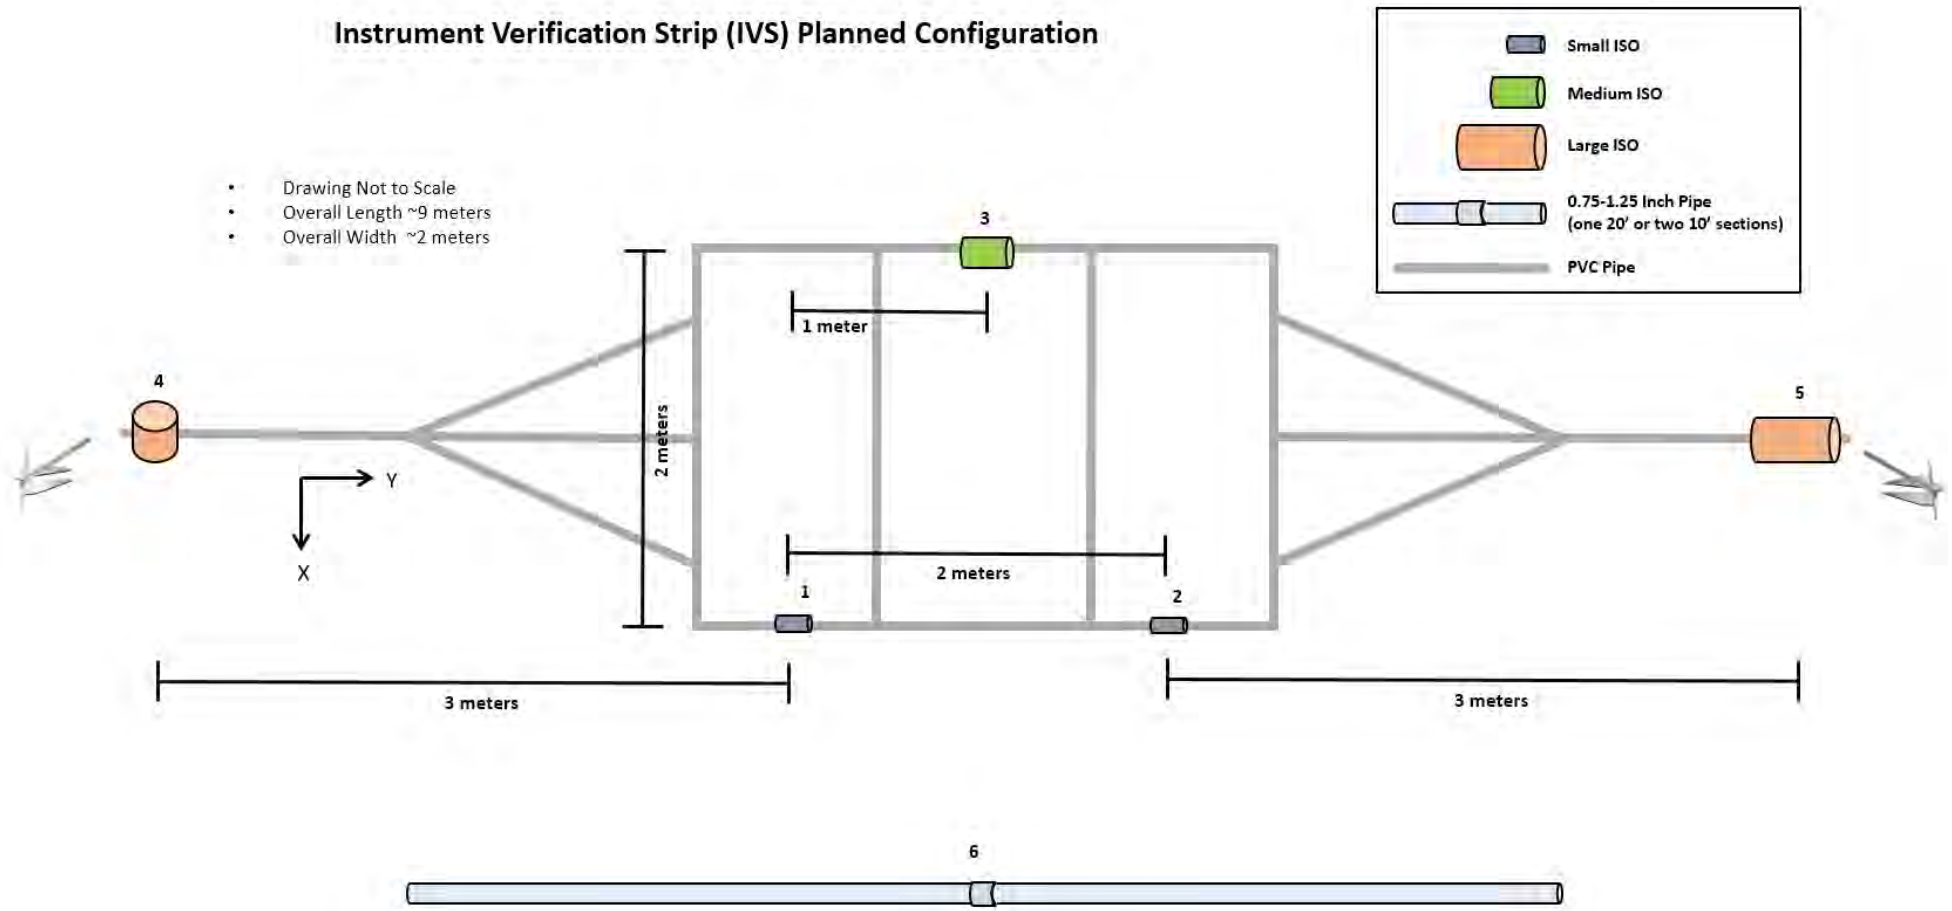 Instrument Verification Strip (IVS) Planned Configuration
Small ISO
Medium ISO
Large ISO
0.75-1.25 Inch Pipe
(one 20' or two 10' sections)
PVC Pipe
• Drawing Not to Scale
• Overall Length ~9 meters
• Overall Width ~2 meters
3
1 meter
4
5
2 meters
Y
X
2 meters
1
2
3 meters
3 meters
6